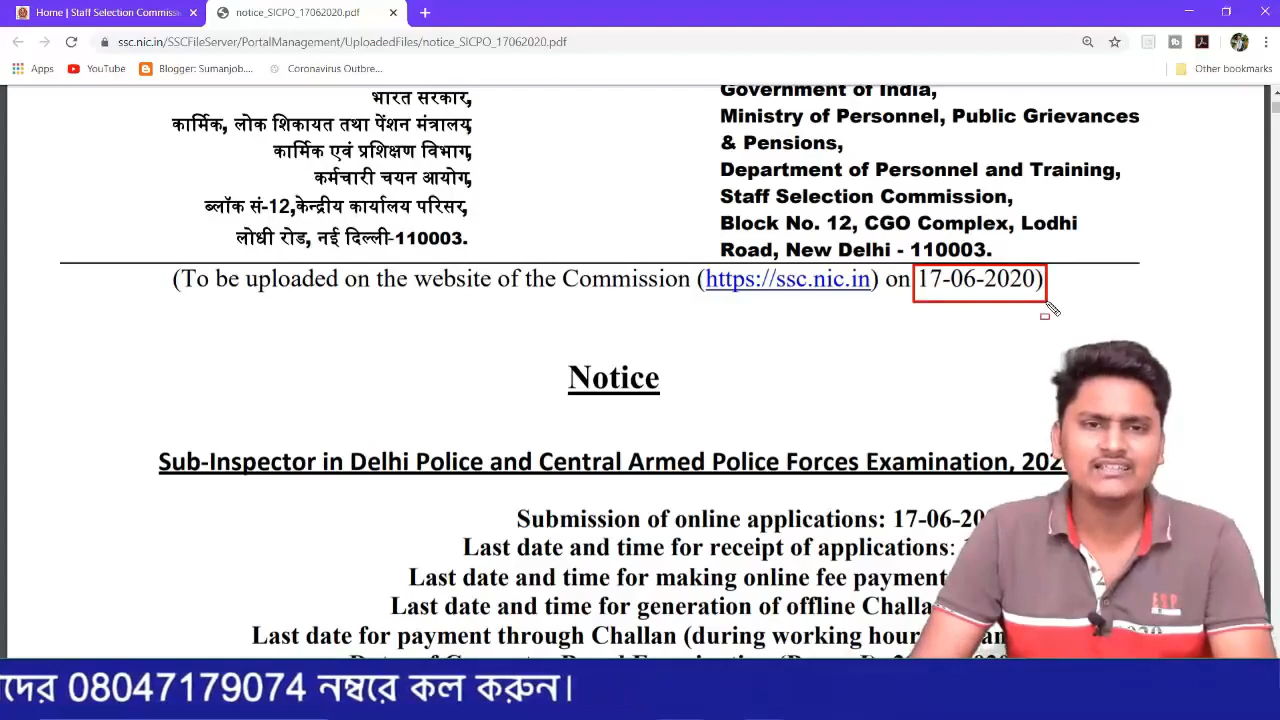 Home | Staff Selection Commissi
notice_SICPO_17062020.pdf
ssc.nic.in/SSCFileServer/PortalManagement/UploadedFiles/notice_SICPO_17062020.pdf
Apps YouTube Blogger: Sumanjob.... Coronavirus Outbre... Other bookmarks
भारत सरकार,
कार्मिक, लोक शिकायत तथा पेंशन मंत्रालय,
कार्मिक एवं प्रशिक्षण विभाग,
कर्मचारी चयन आयोग,
ब्लॉक सं-12,केन्द्रीय कार्यालय परिसर,
लोधी रोड, नई दिल्ली-110003.
Government of India,
Ministry of Personnel, Public Grievances
& Pensions,
Department of Personnel and Training,
Staff Selection Commission,
Block No. 12, CGO Complex, Lodhi
Road, New Delhi - 110003.
(To be uploaded on the website of the Commission (https://ssc.nic.in) on 17-06-2020)
Notice
Sub-Inspector in Delhi Police and Central Armed Police Forces Examination, 202
Submission of online applications: 17-06-20
Last date and time for receipt of applications:
Last date and time for making online fee payment
Last date and time for generation of offline Challa
Last date for payment through Challan (during working hour
ESP
াদের 08047179074 নম্বরে কল করুন।